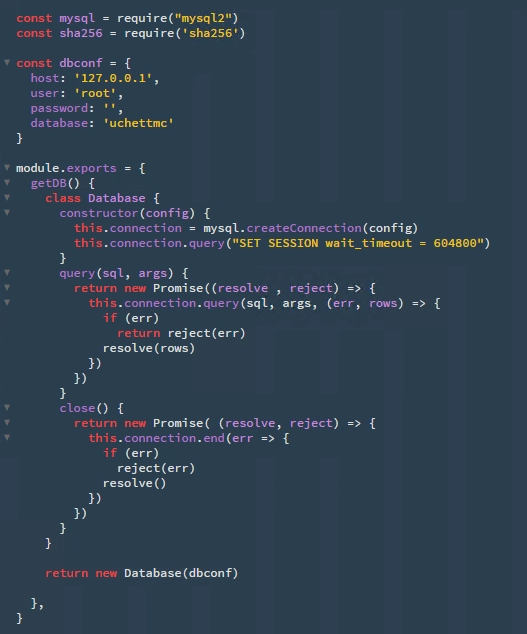 const mysql = require("mysql2")
const sha256 = require('sha256')
const dbconf = {
host: '127.0.0.1',
user: 'root',
password: '',
database: 'uchettmc'
}
module.exports = {
getDB() {
class Database {
constructor(config) {
this.connection = mysql.createConnection(config)
this.connection.query("SET SESSION wait_timeout = 604800")
}
query(sql, args) {
return new Promise((resolve , reject) => {
this.connection.query(sql, args, (err, rows) => {
if (err)
return reject(err)
resolve(rows)
})
})
}
close() {
return new Promise( (resolve, reject) => {
this.connection.end(err => {
if (err)
reject(err)
resolve()
})
})
}
}
return new Database(dbconf)
},
}